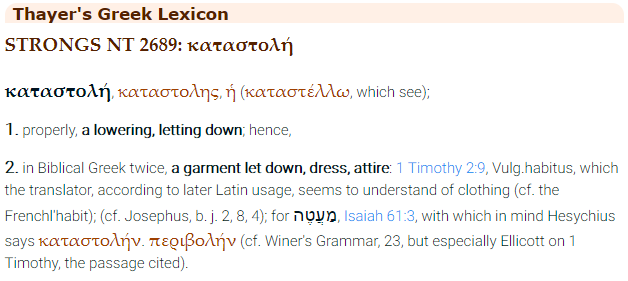 Thayer's Greek Lexicon
STRONGS NT 2689: καταστολή
καταστολή, καταστολης, ἡ (καταστέλλω, which see);
1. properly, a lowering, letting down; hence,
2. in Biblical Greek twice, a garment let down, dress, attire: 1 Timothy 2:9, Vulg.habitus, which
the translator, according to later Latin usage, seems to understand of clothing (cf. the
Frenchl'habit); (cf. Josephus, b. j. 2, 8, 4); for מַעֲטֶה, Isaiah 61:3, with which in mind Hesychius
says καταστολήν. περιβολήν (cf. Winer's Grammar, 23, but especially Ellicott on 1
Timothy, the passage cited).